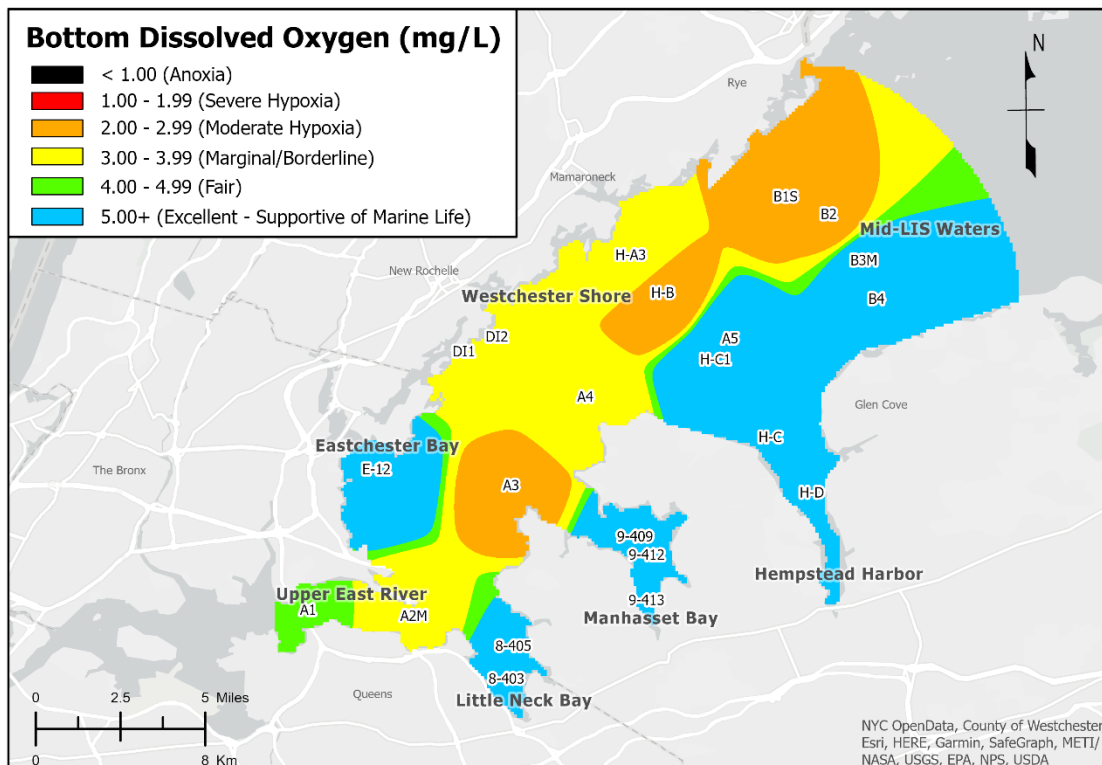 Bottom Dissolved Oxygen (mg/L)
< 1.00 (Anoxia)
1.00 - 1.99 (Severe Hypoxia)
2.00 - 2.99 (Moderate Hypoxia)
3.00 - 3.99 (Marginal/Borderline)
4.00 - 4.99 (Fair)
5.00+ (Excellent - Supportive of Marine Life)
N
Rye
Mamaroneck
B1S
B2
Mid-LIS Waters
H-A3
B3M
New Rochelle
Westchester Shore
H-B
B4
DI2
DI1
A5
H-C1
A4
Glen Cove
Eastchester Bay
H-C
The Bronx
E-12
A3
H-D
9-409
9-412
Hempstead Harbor
Upper East River
A1
A2M
9-413
Manhasset Bay
8-405
8-403
Queens
Little Neck Bay
0 2.5 5 Miles
0 8 Km
NYC OpenData, County of Westchester
Esri, HERE, Garmin, SafeGraph, METI/
NASA, USGS, EPA, NPS, USDA